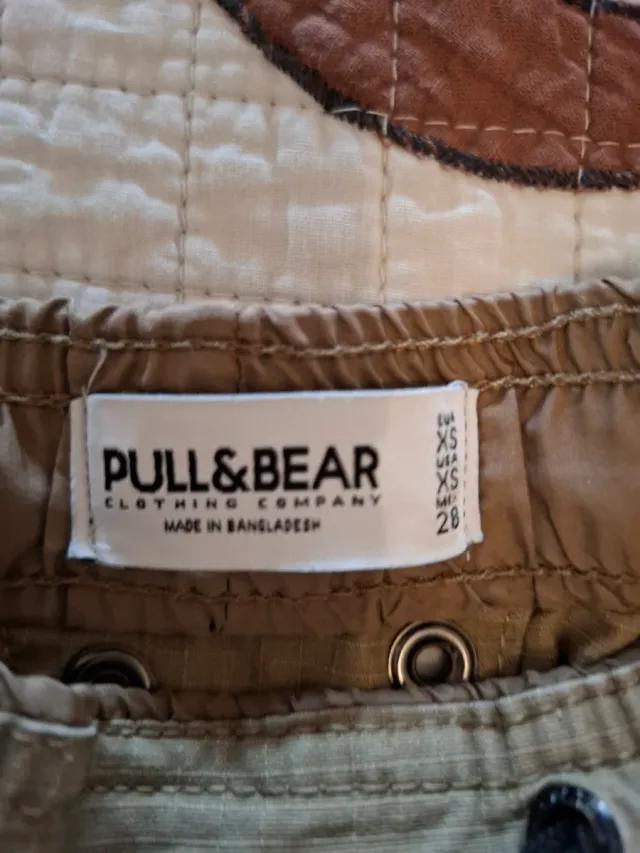 PULL&BEAR
CLOTHING COMPANY
MADE IN BANGLADESH
EUR
XS
USA
XS
MEX
28